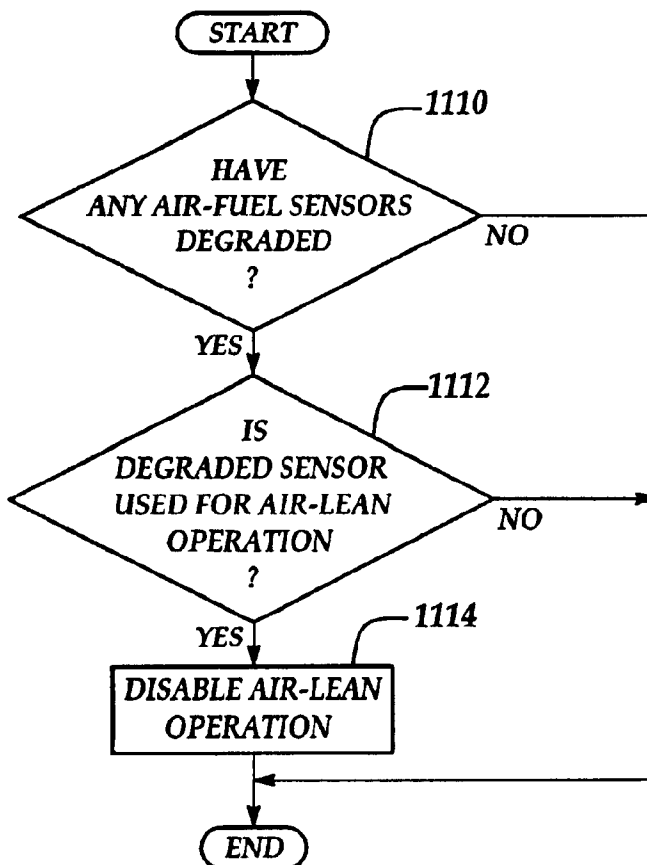 START
1110
HAVE
ANY AIR-FUEL SENSORS
DEGRADED
?
NO
YES
1112
IS
DEGRADED SENSOR
USED FOR AIR-LEAN
OPERATION
?
NO
YES
1114
DISABLE AIR-LEAN
OPERATION
END